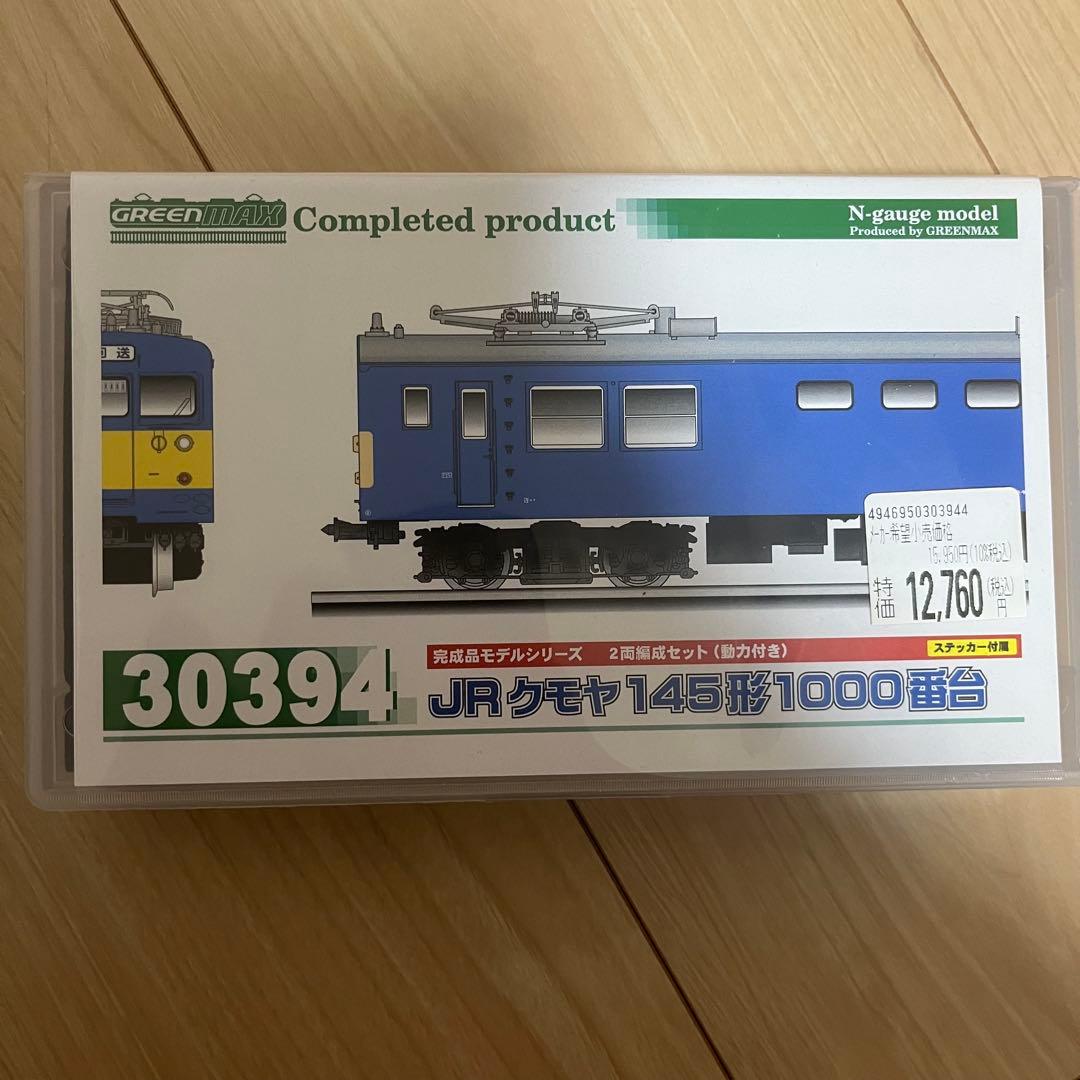 GREENMAX Completed product
N-gauge model
Produced by GREENMAX
回送
4946950303944
メーカー希望小売価格
15,950円(10%税込)
特価 12,760円(税込)
30394
完成品モデルシリーズ 2両編成セット(動力付き)
ステッカー付属
JRクモヤ145形1000番台